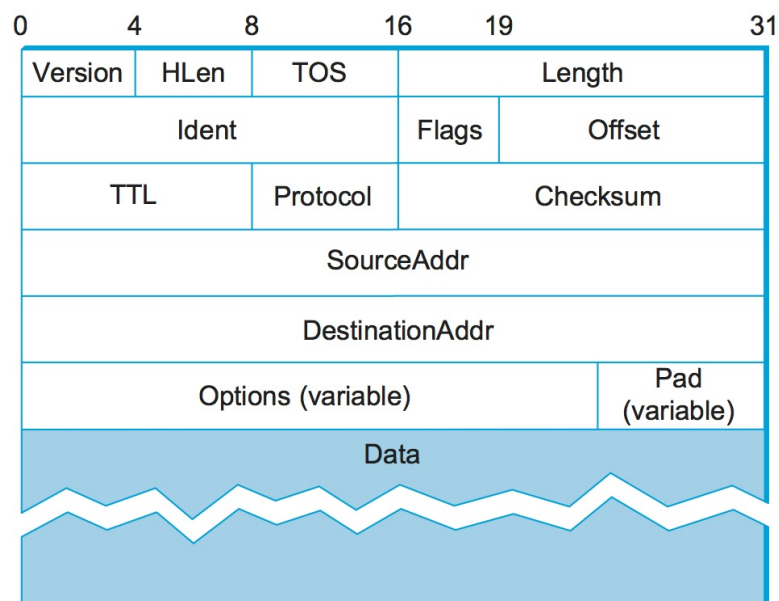 0 4 8 16 19 31
Version HLen TOS Length
Ident Flags Offset
TTL Protocol Checksum
SourceAddr
DestinationAddr
Options (variable) Pad
(variable)
Data